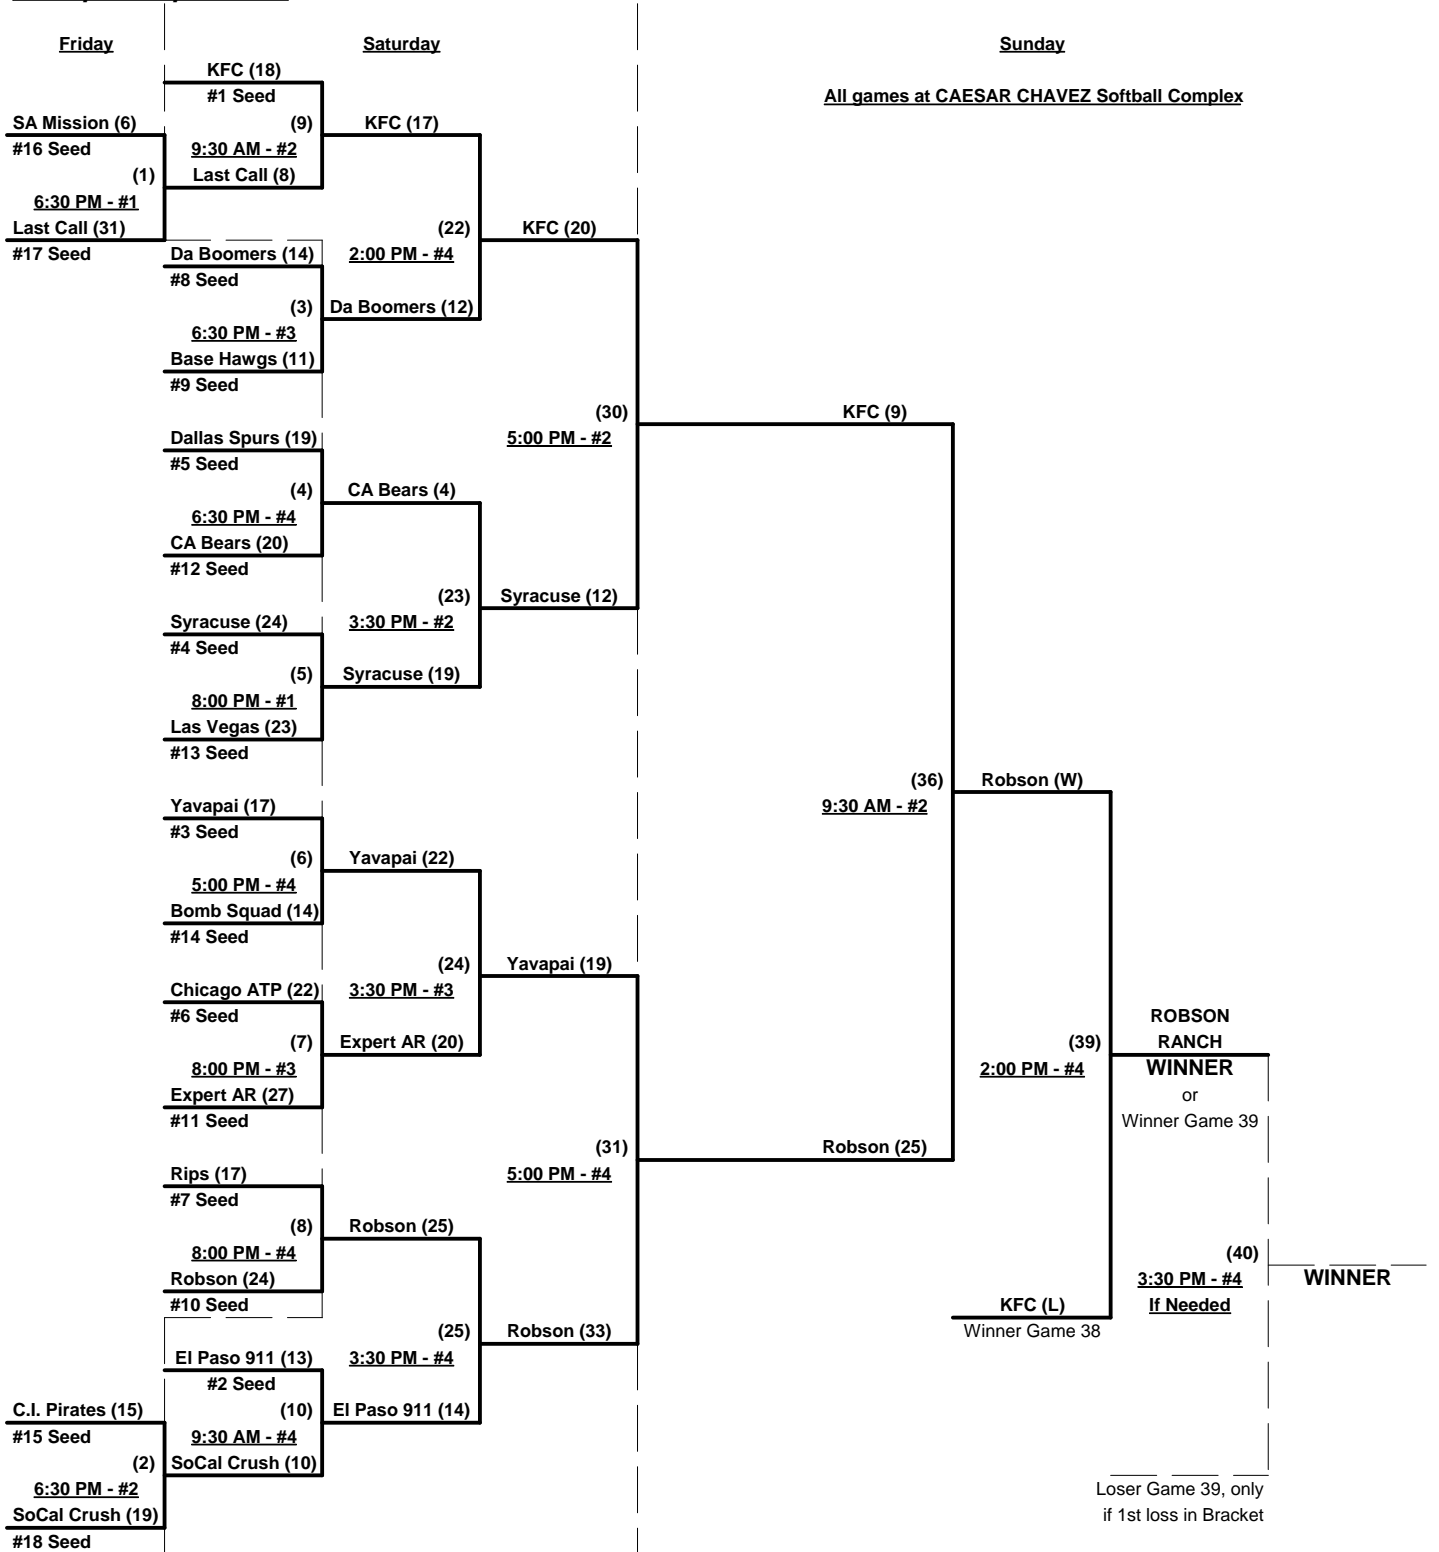 Friday
Saturday
Sunday
All games at CAESAR CHAVEZ Softball Complex
KFC (18)
#1 Seed
SA Mission (6)
#16 Seed
(9)
9:30 AM - #2
KFC (17)
(1)
6:30 PM - #1
Last Call (8)
Last Call (31)
#17 Seed
(22)
2:00 PM - #4
KFC (20)
Da Boomers (14)
#8 Seed
(3)
6:30 PM - #3
Da Boomers (12)
Base Hawgs (11)
#9 Seed
(30)
5:00 PM - #2
KFC (9)
Dallas Spurs (19)
#5 Seed
(4)
6:30 PM - #4
CA Bears (4)
CA Bears (20)
#12 Seed
(23)
3:30 PM - #2
Syracuse (12)
Syracuse (24)
#4 Seed
(5)
8:00 PM - #1
Syracuse (19)
Las Vegas (23)
#13 Seed
(36)
9:30 AM - #2
Robson (W)
Yavapai (17)
#3 Seed
(6)
5:00 PM - #4
Yavapai (22)
Bomb Squad (14)
#14 Seed
(24)
3:30 PM - #3
Yavapai (19)
Chicago ATP (22)
#6 Seed
(7)
8:00 PM - #3
Expert AR (20)
Expert AR (27)
#11 Seed
(39)
2:00 PM - #4
ROBSON
RANCH
WINNER
or
Winner Game 39
(31)
5:00 PM - #4
Robson (25)
Rips (17)
#7 Seed
(8)
8:00 PM - #4
Robson (25)
Robson (24)
#10 Seed
(40)
3:30 PM - #4
If Needed
WINNER
KFC (L)
Winner Game 38
(25)
3:30 PM - #4
Robson (33)
El Paso 911 (13)
#2 Seed
C.I. Pirates (15)
#15 Seed
(10)
9:30 AM - #4
El Paso 911 (14)
(2)
6:30 PM - #2
SoCal Crush (10)
SoCal Crush (19)
#18 Seed
Loser Game 39, only
if 1st loss in Bracket